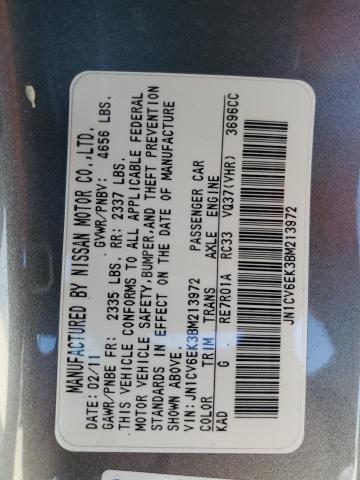 MANUFACTURED BY NISSAN MOTOR CO.,LTD.
DATE: 02/11 GVWR/PNBV: 4656 LBS.
GAWR/PNBE FR: 2335 LBS. RR: 2337 LBS.
THIS VEHICLE CONFORMS TO ALL APPLICABLE FEDERAL
MOTOR VEHICLE SAFETY,BUMPER,AND THEFT PREVENTION
STANDARDS IN EFFECT ON THE DATE OF MANUFACTURE
SHOWN ABOVE.
VIN: JN1CV6EK3BM213972 PASSENGER CAR
COLOR TRIM TRANS AXLE ENGINE
KAD G RE7R01A RC33 VQ37(VHR) 3696CC
JN1CV6EK3BM213972